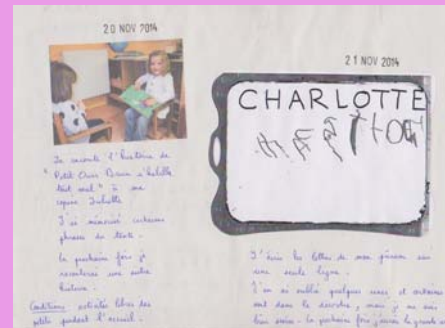 20 NOV 2014
Je raconte l'histoire de
"Petit Ours Brun s'habille
tout seul" à ma
copine Juliette
J'ai mémorisé certaines
phrases du texte.
La prochaine fois je
raconterai une autre
histoire.
Conditions: activités libres des
petits pendant l'accueil.
21 NOV 2014
CHARLOTTE
J'écris les lettres de mon prénom sur
une seule ligne.
J'en ai oublié quelques unes et certaines
sont dans le désordre, mais je me suis
bien . La prochaine fois j'aurai la grande